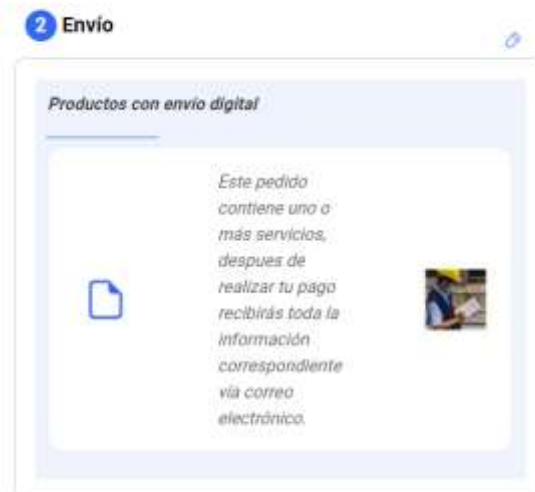 2 Envío
Productos con envío digital
Este pedido
contiene uno o
más servicios,
despues de
realizar tu pago
recibirás toda la
información
correspondiente
vía correo
electrónico.